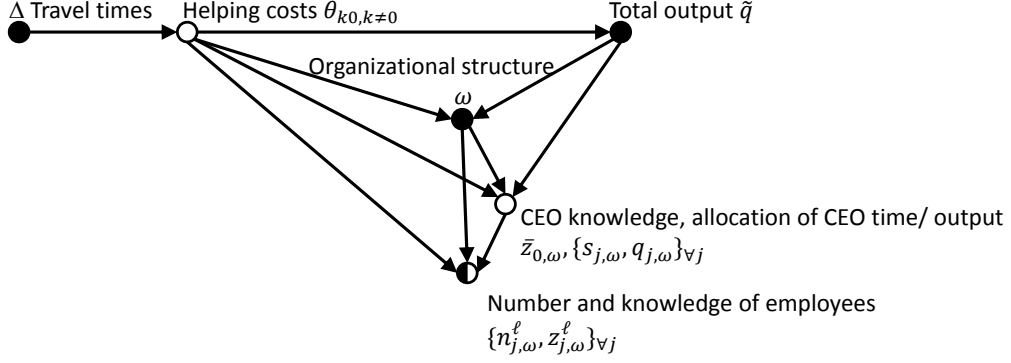 Δ Travel times
Helping costs θ_{k0,k≠0}
Total output q̃
Organizational structure
ω
CEO knowledge, allocation of CEO time/ output
z̄_{0,ω}, {s_{j,ω}, q_{j,ω}}_{∀j}
Number and knowledge of employees
{n^ℓ_{j,ω}, z^ℓ_{j,ω}}_{∀j}